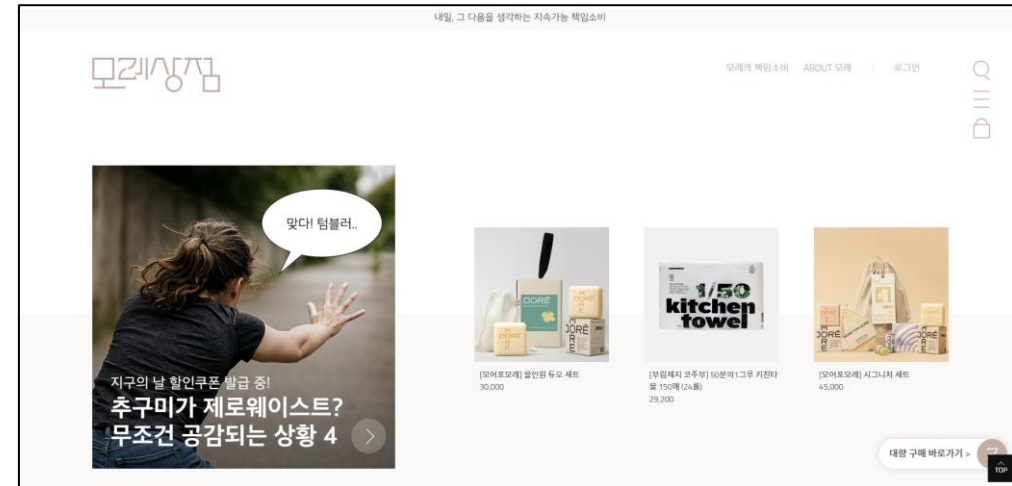 내일, 그 다음을 생각하는 지속가능 책임소비
모레상점
모레의 책임소비 ABOUT 모레 | 로그인
맞다! 텀블러..
지구의 날 할인쿠폰 발급 중!
추구미가 제로웨이스트?
무조건 공감되는 상황 4
DORÉ
MORÉ
1/50
kitchen
towel
[모어포모레] 올인원 듀오 세트
30,000
[부림제지 코주부] 50분의1그루 키친타
올 150매 (24롤)
29,200
[모어포모레] 시그니처 세트
45,000
대량 구매 바로가기 >
TOP